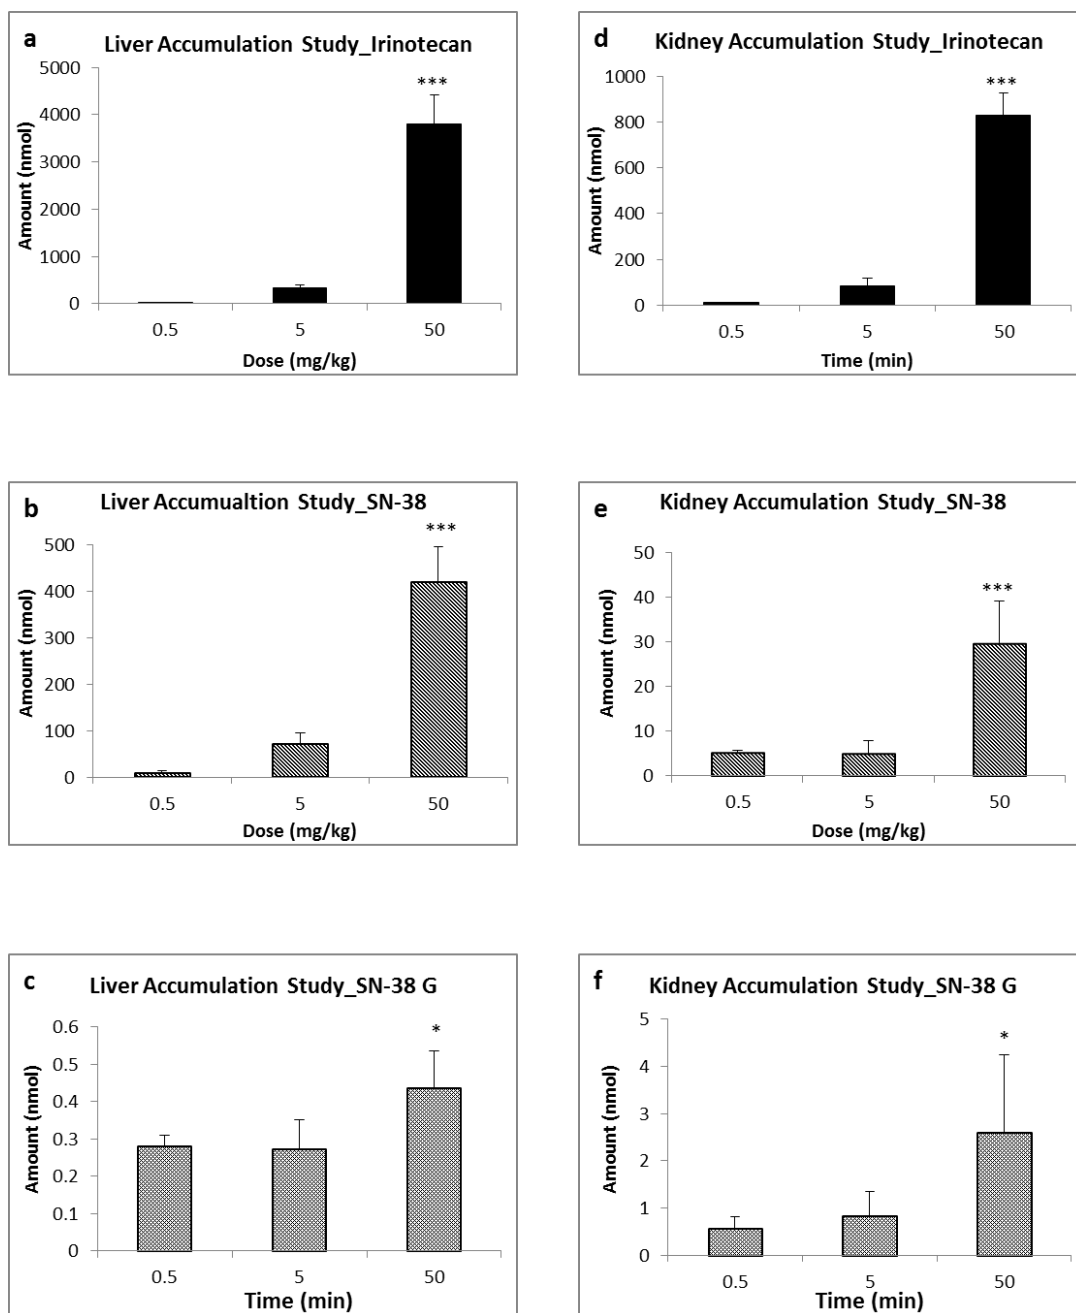 a
Liver Accumulation Study_Irinotecan
Amount (nmol)
5000
4000
3000
2000
1000
0
***
0.5 5 50
Dose (mg/kg)
d
Kidney Accumulation Study_Irinotecan
Amount (nmol)
1000
800
600
400
200
0
***
0.5 5 50
Time (min)
b
Liver Accumualtion Study_SN-38
Amount (nmol)
500
400
300
200
100
0
***
0.5 5 50
Dose (mg/kg)
e
Kidney Accumulation Study_SN-38
Amount (nmol)
50
40
30
20
10
0
***
0.5 5 50
Dose (mg/kg)
c
Liver Accumulation Study_SN-38 G
Amount (nmol)
0.6
0.5
0.4
0.3
0.2
0.1
0
*
0.5 5 50
Time (min)
f
Kidney Accumulation Study_SN-38 G
Amount (nmol)
5
4
3
2
1
0
*
0.5 5 50
Time (min)